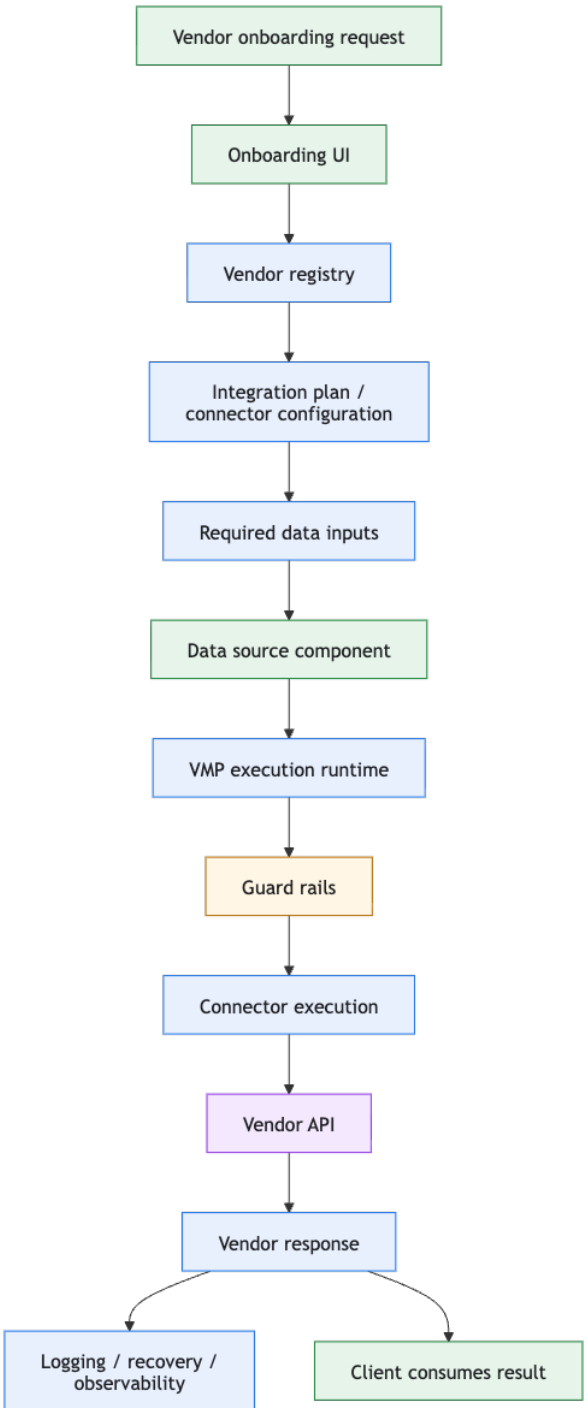 Vendor onboarding request
Onboarding UI
Vendor registry
Integration plan /
connector configuration
Required data inputs
Data source component
VMP execution runtime
Guard rails
Connector execution
Vendor API
Vendor response
Logging / recovery /
observability
Client consumes result